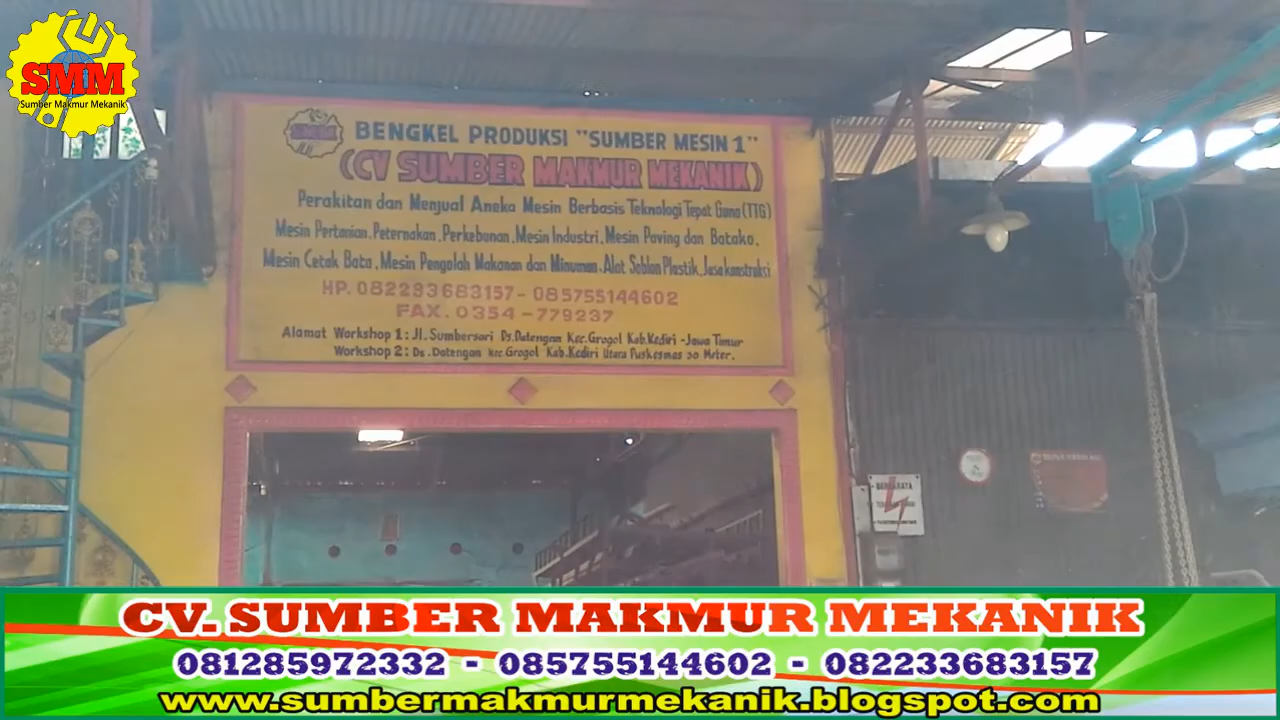 SMM
Sumber Makmur Mekanik
BENGKEL PRODUKSI "SUMBER MESIN 1"
(CV SUMBER MAKMUR MEKANIK)
Perakitan dan Menjual Aneka Mesin Berbasis Teknologi Tepat Guna (TTG)
Mesin Pertanian, Peternakan, Perkebunan, Mesin Industri, Mesin Paving dan Batako,
Mesin Cetak Bata, Mesin Pengolah Makanan dan Minuman, Alat Sablon Plastik, Jasa konstruksi
HP. 082233683157 - 085755144602
FAX. 0354 - 779237
Alamat Workshop 1: Jl. Sumbersari Ds. Datengan Kec. Grogol Kab. Kediri - Jawa Timur
Workshop 2: Ds. Datengan Kec. Grogol Kab. Kediri Utara Puskesmas 50 Meter.
CV. SUMBER MAKMUR MEKANIK
081285972332 - 085755144602 - 082233683157
www.sumbermakmurmekanik.blogspot.com